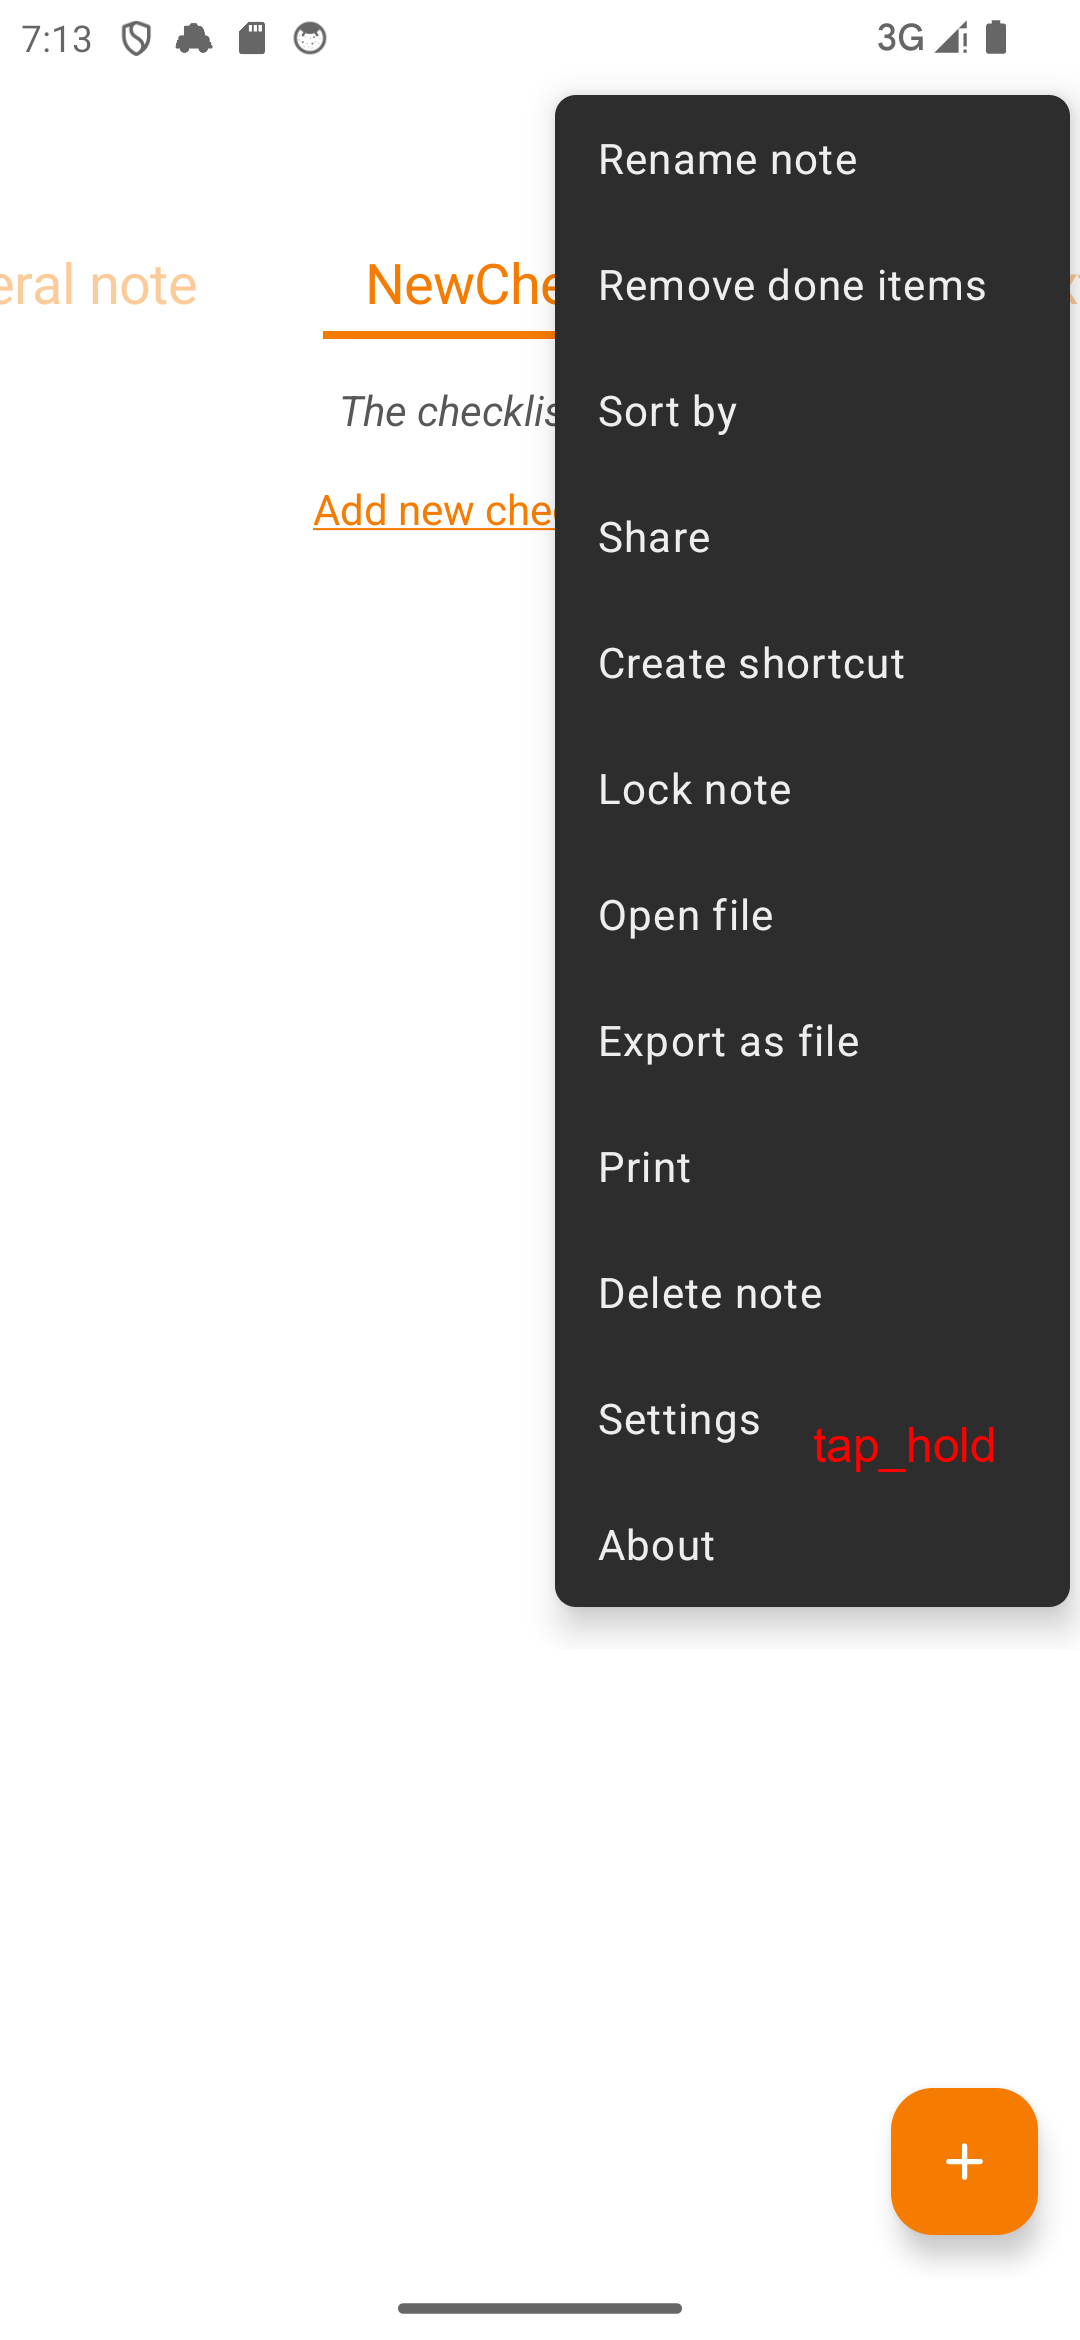 7:13
3G
Rename note
eral note
NewChe
Remove done items
The checklis
Sort by
Add new chec
Share
Create shortcut
Lock note
Open file
Export as file
Print
Delete note
Settings
tap_hold
About